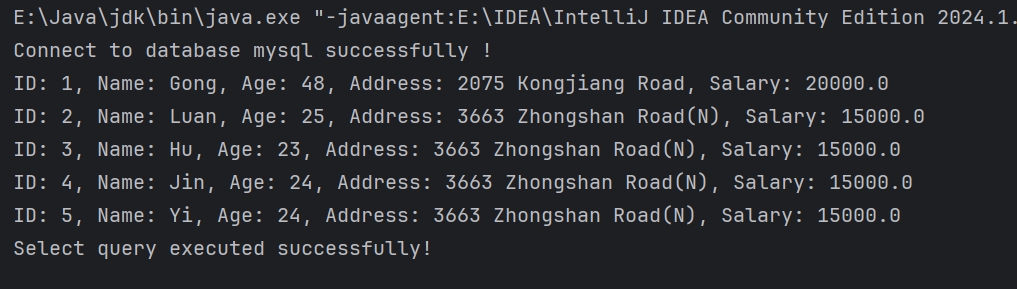 E:\Java\jdk\bin\java.exe "-javaagent:E:\IDEA\IntelliJ IDEA Community Edition 2024.1.
Connect to database mysql successfully !
ID: 1, Name: Gong, Age: 48, Address: 2075 Kongjiang Road, Salary: 20000.0
ID: 2, Name: Luan, Age: 25, Address: 3663 Zhongshan Road(N), Salary: 15000.0
ID: 3, Name: Hu, Age: 23, Address: 3663 Zhongshan Road(N), Salary: 15000.0
ID: 4, Name: Jin, Age: 24, Address: 3663 Zhongshan Road(N), Salary: 15000.0
ID: 5, Name: Yi, Age: 24, Address: 3663 Zhongshan Road(N), Salary: 15000.0
Select query executed successfully!